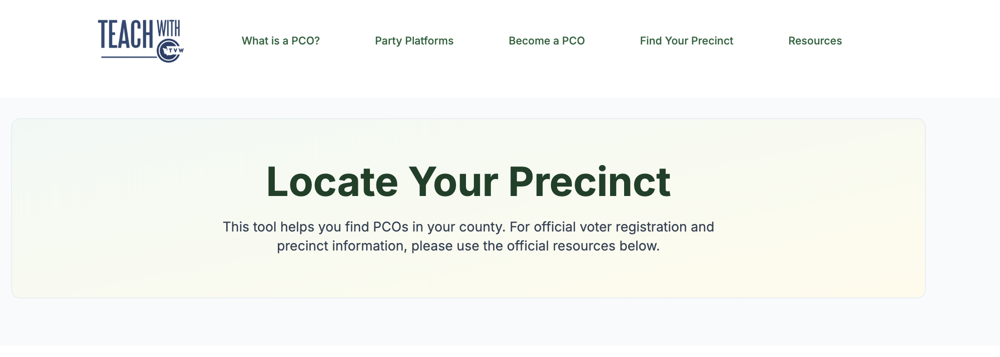 TEACH WITH
TVW
What is a PCO?
Party Platforms
Become a PCO
Find Your Precinct
Resources
Locate Your Precinct
This tool helps you find PCOs in your county. For official voter registration and
precinct information, please use the official resources below.